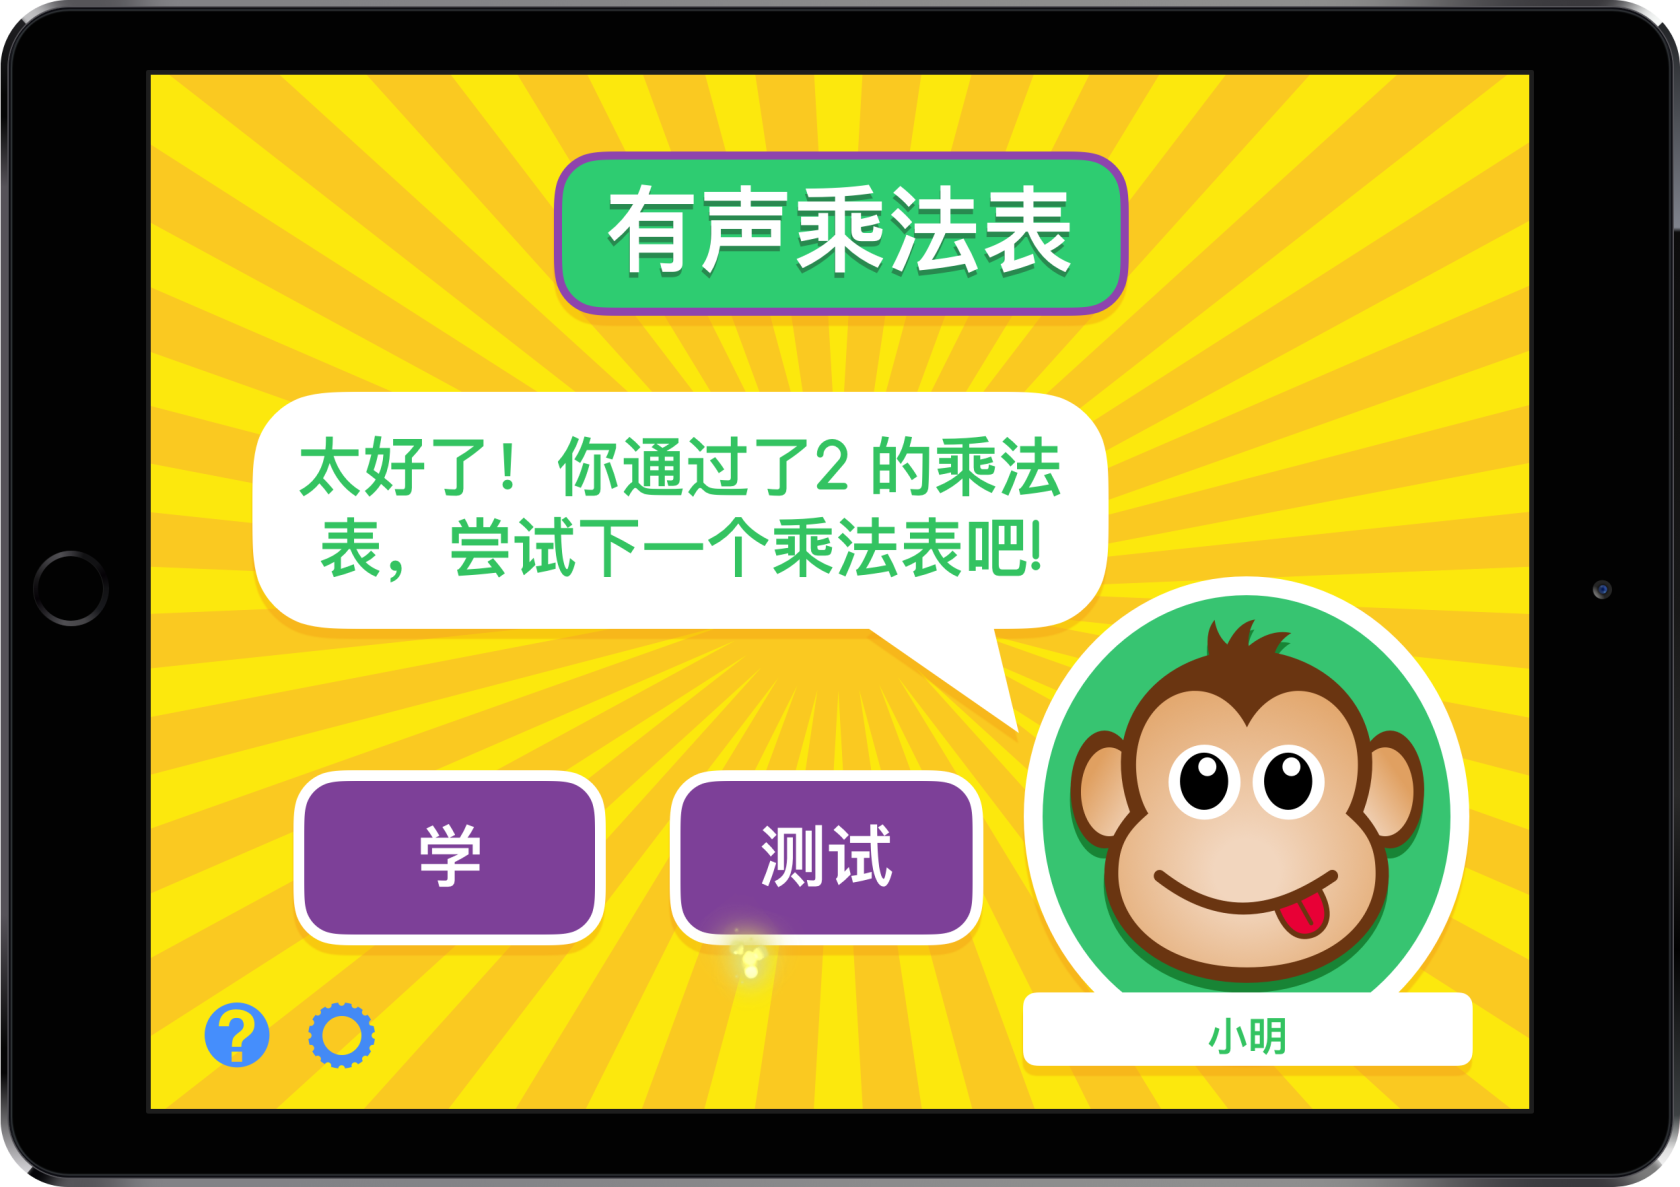 有声乘法表
太好了！你通过了2 的乘法
表，尝试下一个乘法表吧!
学
测试
小明